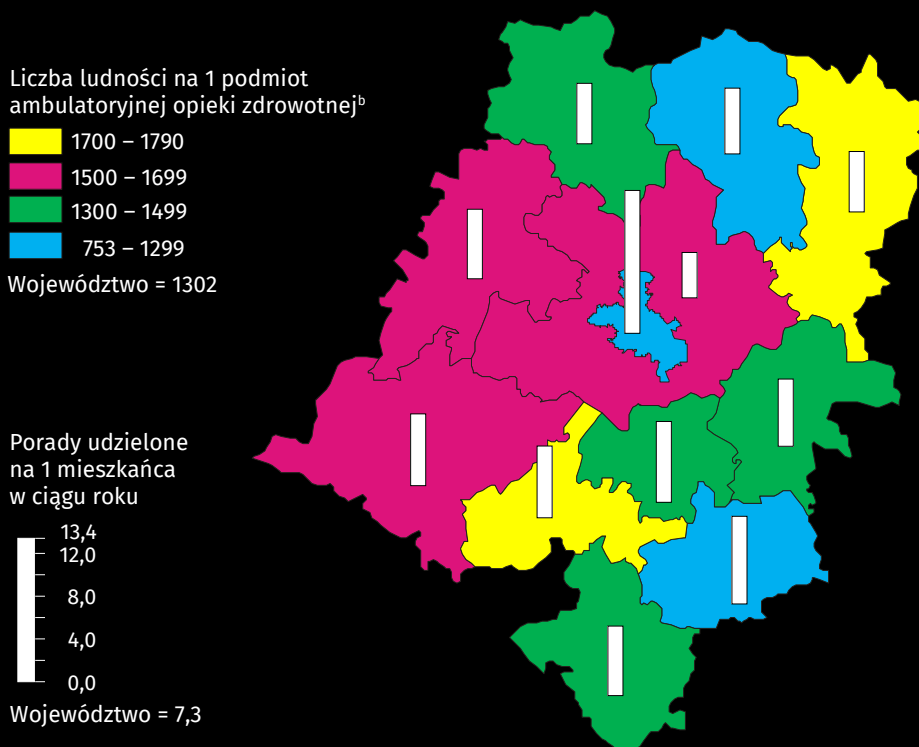 Liczba ludności na 1 podmiot
ambulatoryjnej opieki zdrowotnejᵇ
1700 – 1790
1500 – 1699
1300 – 1499
753 – 1299
Województwo = 1302
Porady udzielone
na 1 mieszkańca
w ciągu roku
13,4
12,0
8,0
4,0
0,0
Województwo = 7,3